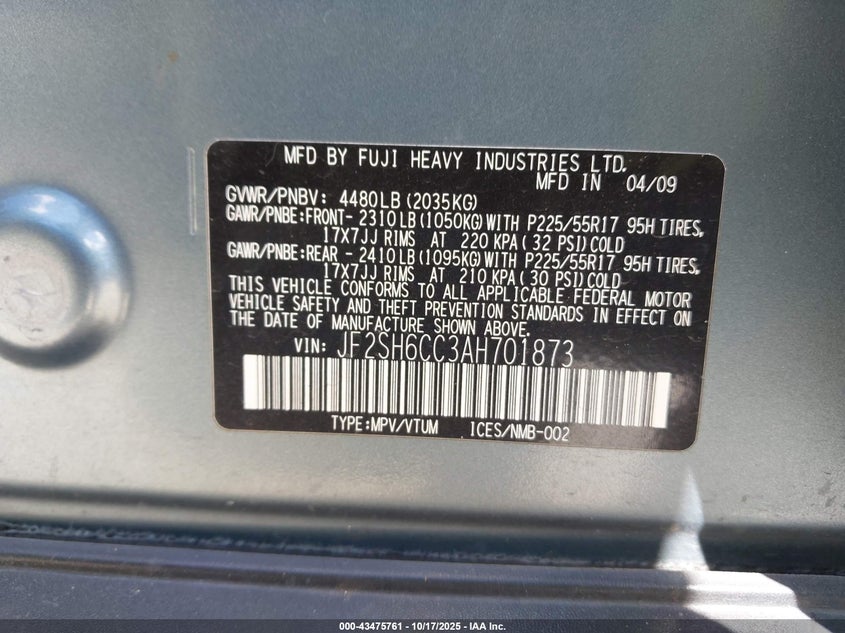 MFD BY FUJI HEAVY INDUSTRIES LTD.
MFD IN 04/09
GVWR/PNBV: 4480LB (2035KG)
GAWR/PNBE:FRONT- 2310LB(1050KG)WITH P225/55R17 95H TIRES,
17X7JJ RIMS AT 220 KPA( 32 PSI)COLD
GAWR/PNBE:REAR - 2410LB(1095KG)WITH P225/55R17 95H TIRES,
17X7JJ RIMS AT 210 KPA( 30 PSI)COLD
THIS VEHICLE CONFORMS TO ALL APPLICABLE FEDERAL MOTOR
VEHICLE SAFETY AND THEFT PREVENTION STANDARDS IN EFFECT ON
THE DATE OF MANUFACTURE SHOWN ABOVE.
VIN: JF2SH6CC3AH701873
TYPE:MPV/VTUM ICES/NMB-002
000-43475761 - 10/17/2025 - IAA Inc.